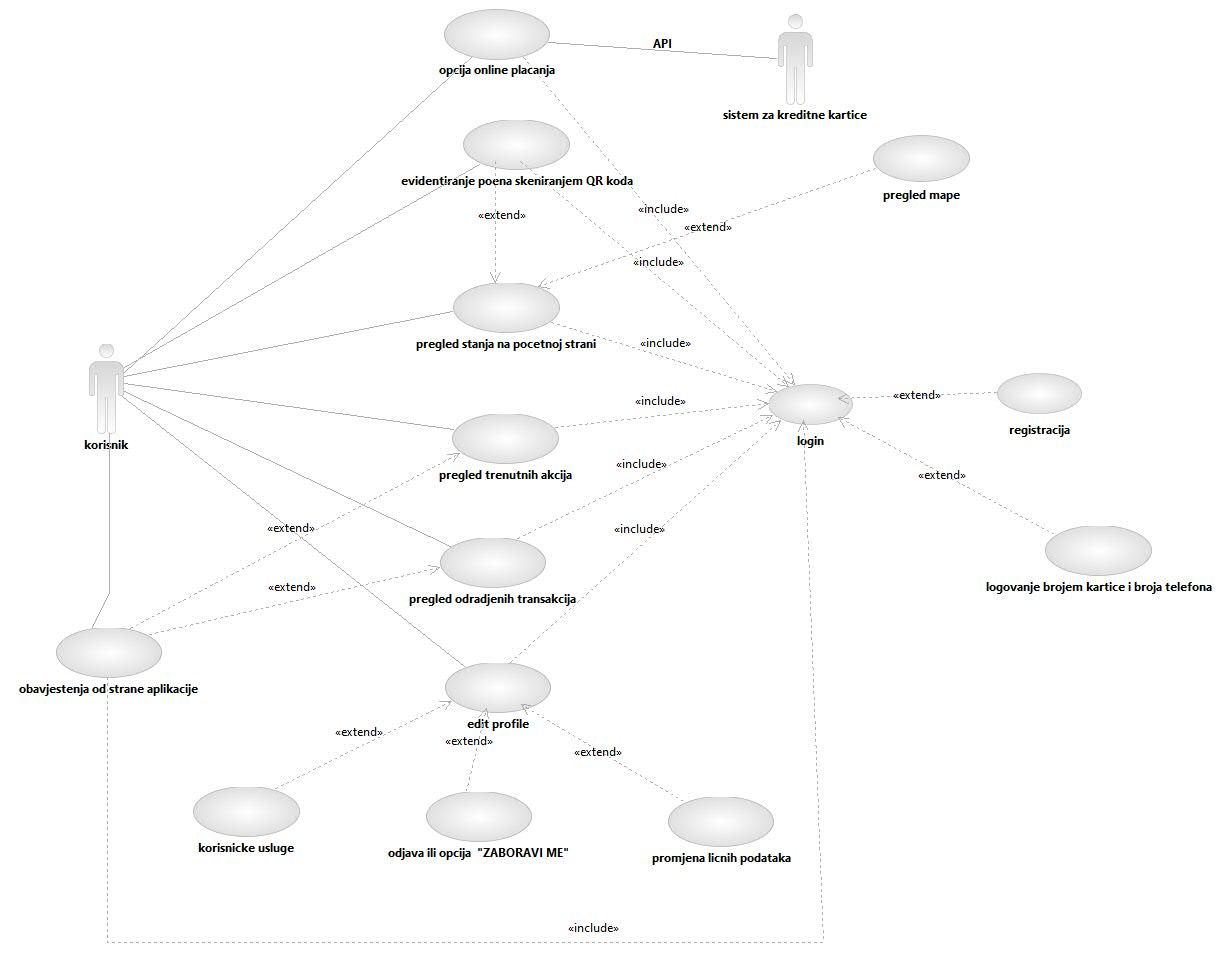 API
opcija online placanja
sistem za kreditne kartice
evidentiranje poena skeniranjem QR koda
pregled mape
«include»
«extend»
«extend»
«include»
pregled stanja na pocetnoj strani
«include»
«extend»
«include»
registracija
korisnik
login
«include»
pregled trenutnih akcija
«extend»
«extend»
«include»
«extend»
logovanje brojem kartice i broja telefona
pregled odradjenih transakcija
obavjestenja od strane aplikacije
edit profile
«extend»
«extend»
«extend»
korisnicke usluge
odjava ili opcija "ZABORAVI ME"
promjena licnih podataka
«include»